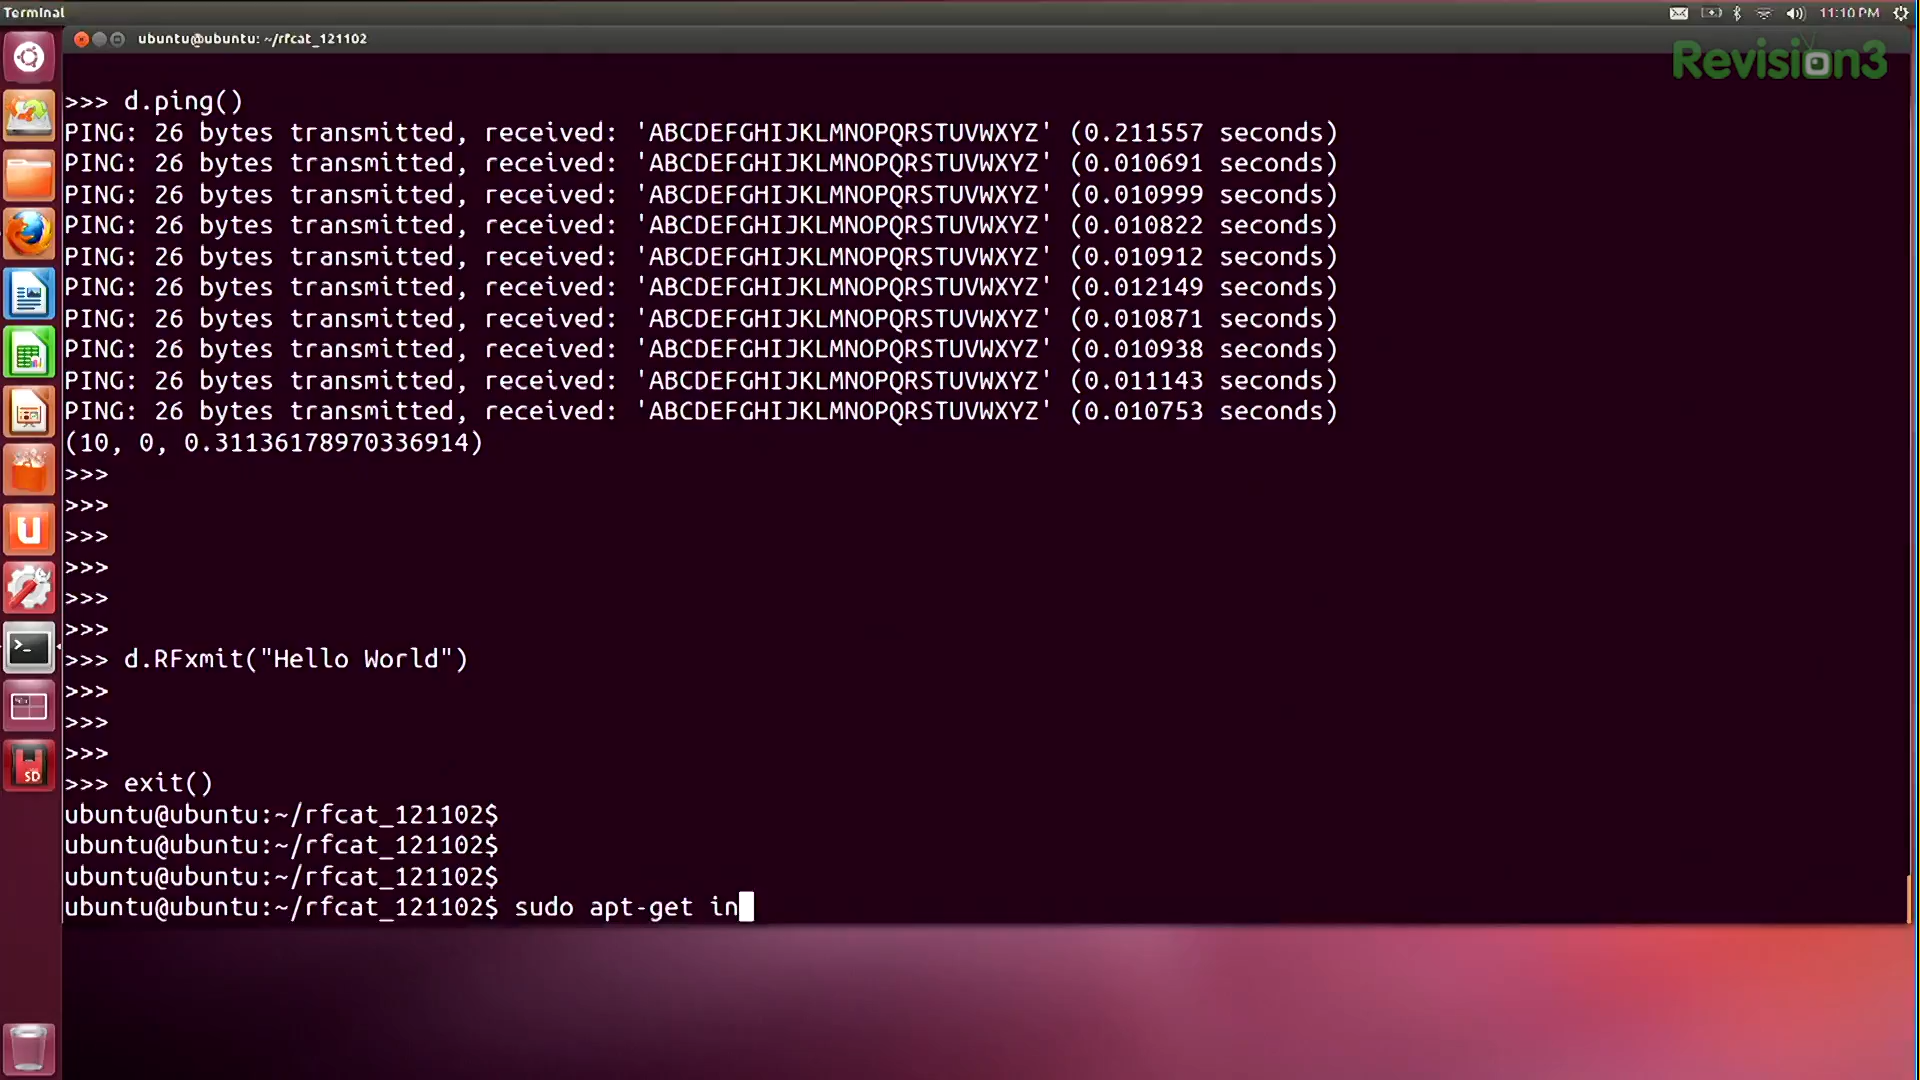 Terminal
11:10 PM
ubuntu@ubuntu: ~/rfcat_121102
Revision3
>>> d.ping()
PING: 26 bytes transmitted, received: 'ABCDEFGHIJKLMNOPQRSTUVWXYZ' (0.211557 seconds)
PING: 26 bytes transmitted, received: 'ABCDEFGHIJKLMNOPQRSTUVWXYZ' (0.010691 seconds)
PING: 26 bytes transmitted, received: 'ABCDEFGHIJKLMNOPQRSTUVWXYZ' (0.010999 seconds)
PING: 26 bytes transmitted, received: 'ABCDEFGHIJKLMNOPQRSTUVWXYZ' (0.010822 seconds)
PING: 26 bytes transmitted, received: 'ABCDEFGHIJKLMNOPQRSTUVWXYZ' (0.010912 seconds)
PING: 26 bytes transmitted, received: 'ABCDEFGHIJKLMNOPQRSTUVWXYZ' (0.012149 seconds)
PING: 26 bytes transmitted, received: 'ABCDEFGHIJKLMNOPQRSTUVWXYZ' (0.010871 seconds)
PING: 26 bytes transmitted, received: 'ABCDEFGHIJKLMNOPQRSTUVWXYZ' (0.010938 seconds)
PING: 26 bytes transmitted, received: 'ABCDEFGHIJKLMNOPQRSTUVWXYZ' (0.011143 seconds)
PING: 26 bytes transmitted, received: 'ABCDEFGHIJKLMNOPQRSTUVWXYZ' (0.010753 seconds)
(10, 0, 0.31136178970336914)
>>>
>>>
>>>
>>>
>>>
>>>
>>> d.RFxmit("Hello World")
>>>
>>>
>>>
>>> exit()
ubuntu@ubuntu:~/rfcat_121102$
ubuntu@ubuntu:~/rfcat_121102$
ubuntu@ubuntu:~/rfcat_121102$
ubuntu@ubuntu:~/rfcat_121102$ sudo apt-get in
SD